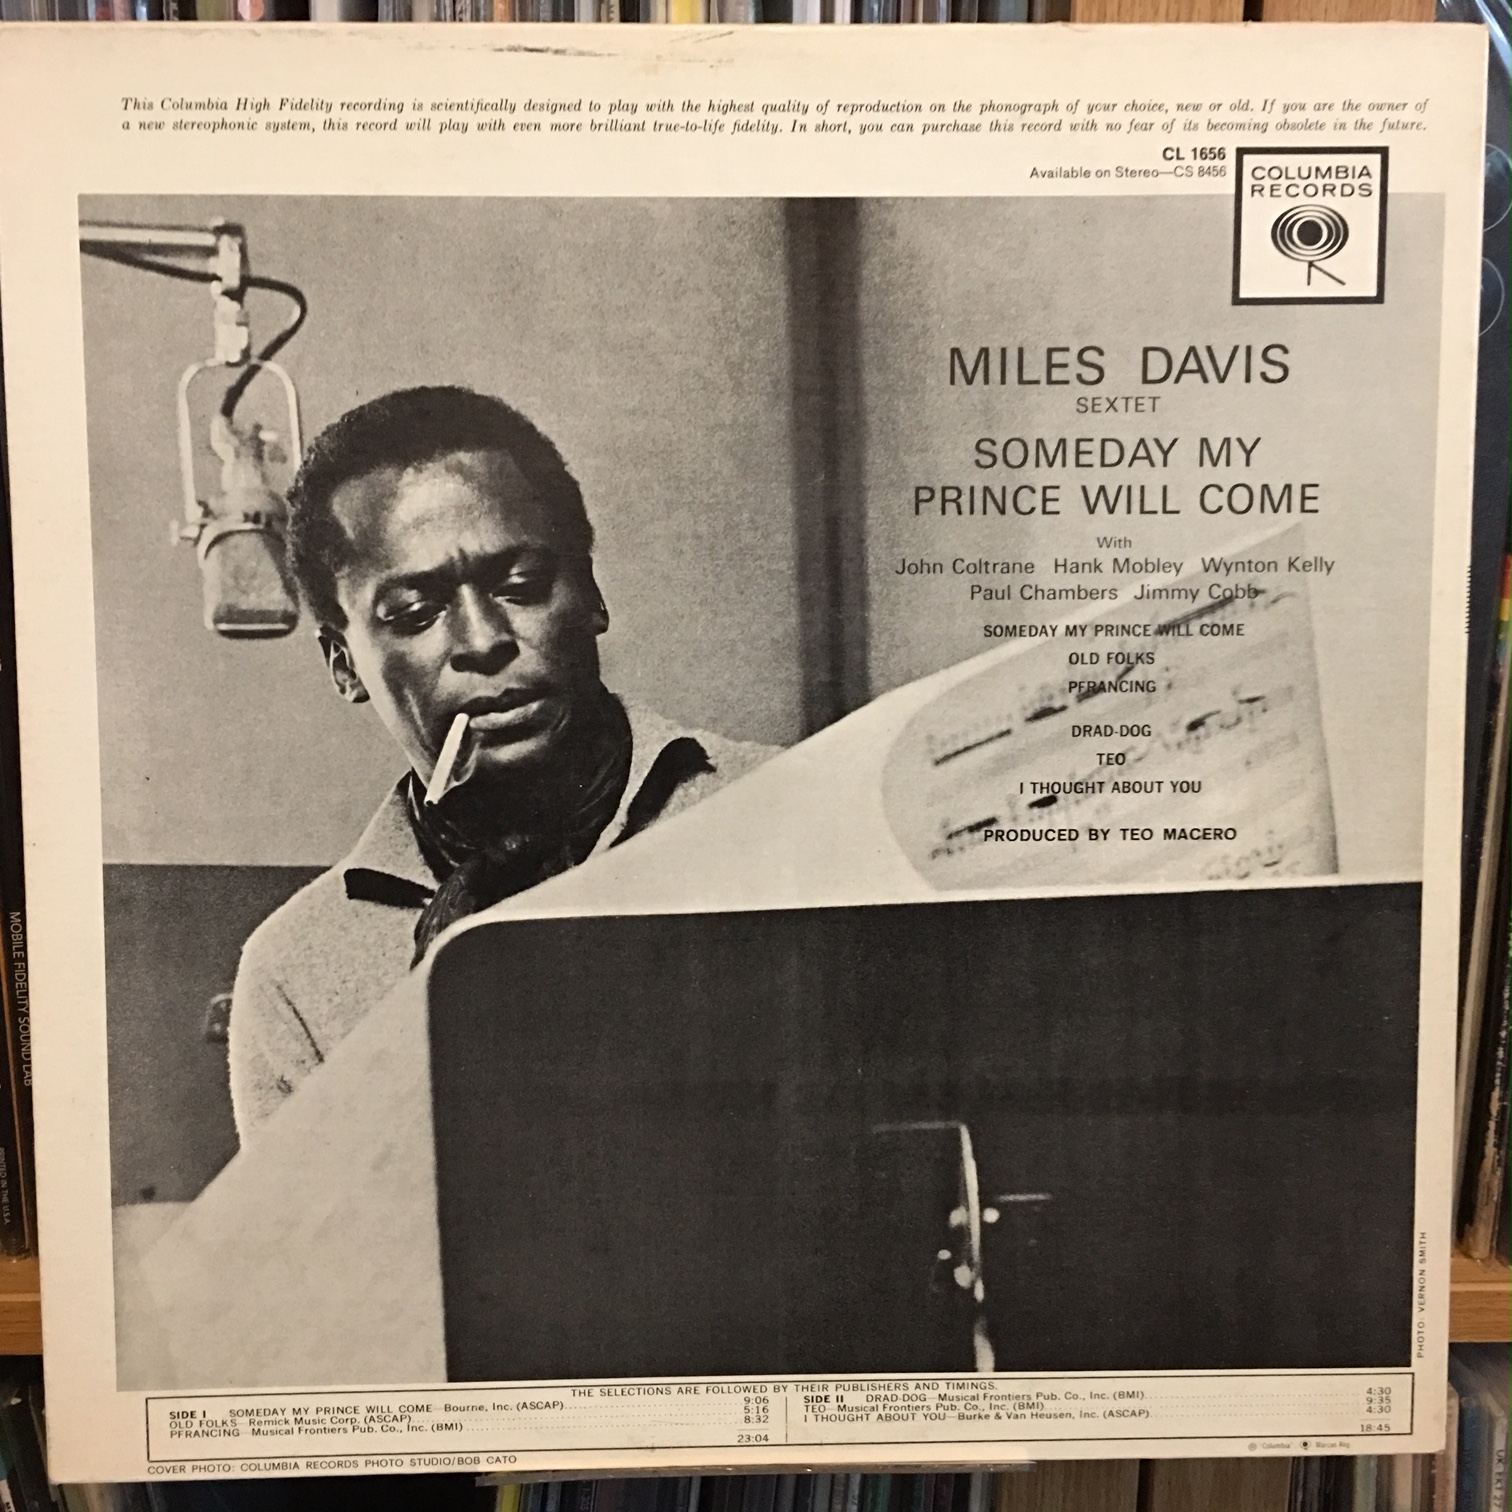 This Columbia High Fidelity recording is scientifically designed to play with the highest quality of reproduction on the phonograph of your choice, new or old. If you are the owner of
a new stereophonic system, this record will play with even more brilliant true-to-life fidelity. In short, you can purchase this record with no fear of its becoming obsolete in the future.
CL 1656
Available on Stereo—CS 8456
COLUMBIA
RECORDS
MILES DAVIS
SEXTET
SOMEDAY MY
PRINCE WILL COME
With
John Coltrane Hank Mobley Wynton Kelly
Paul Chambers Jimmy Cobb
SOMEDAY MY PRINCE WILL COME
OLD FOLKS
PFRANCING
DRAD-DOG
TEO
I THOUGHT ABOUT YOU
PRODUCED BY TEO MACERO
MOBILE FIDELITY SOUND LAB
PRINTED IN THE U.S.A.
PHOTO: VERNON SMITH
THE SELECTIONS ARE FOLLOWED BY THEIR PUBLISHERS AND TIMINGS.
SIDE I SOMEDAY MY PRINCE WILL COME—Bourne, Inc. (ASCAP) 9:06
OLD FOLKS—Remick Music Corp. (ASCAP) 5:16
PFRANCING—Musical Frontiers Pub. Co., Inc. (BMI) 8:32
23:04
SIDE II DRAD-DOG—Musical Frontiers Pub. Co., Inc. (BMI) 4:30
TEO—Musical Frontiers Pub. Co., Inc. (BMI) 9:35
I THOUGHT ABOUT YOU—Burke & Van Heusen, Inc. (ASCAP) 4:30
18:45
® "Columbia" Marcas Reg.
COVER PHOTO: COLUMBIA RECORDS PHOTO STUDIO/BOB CATO